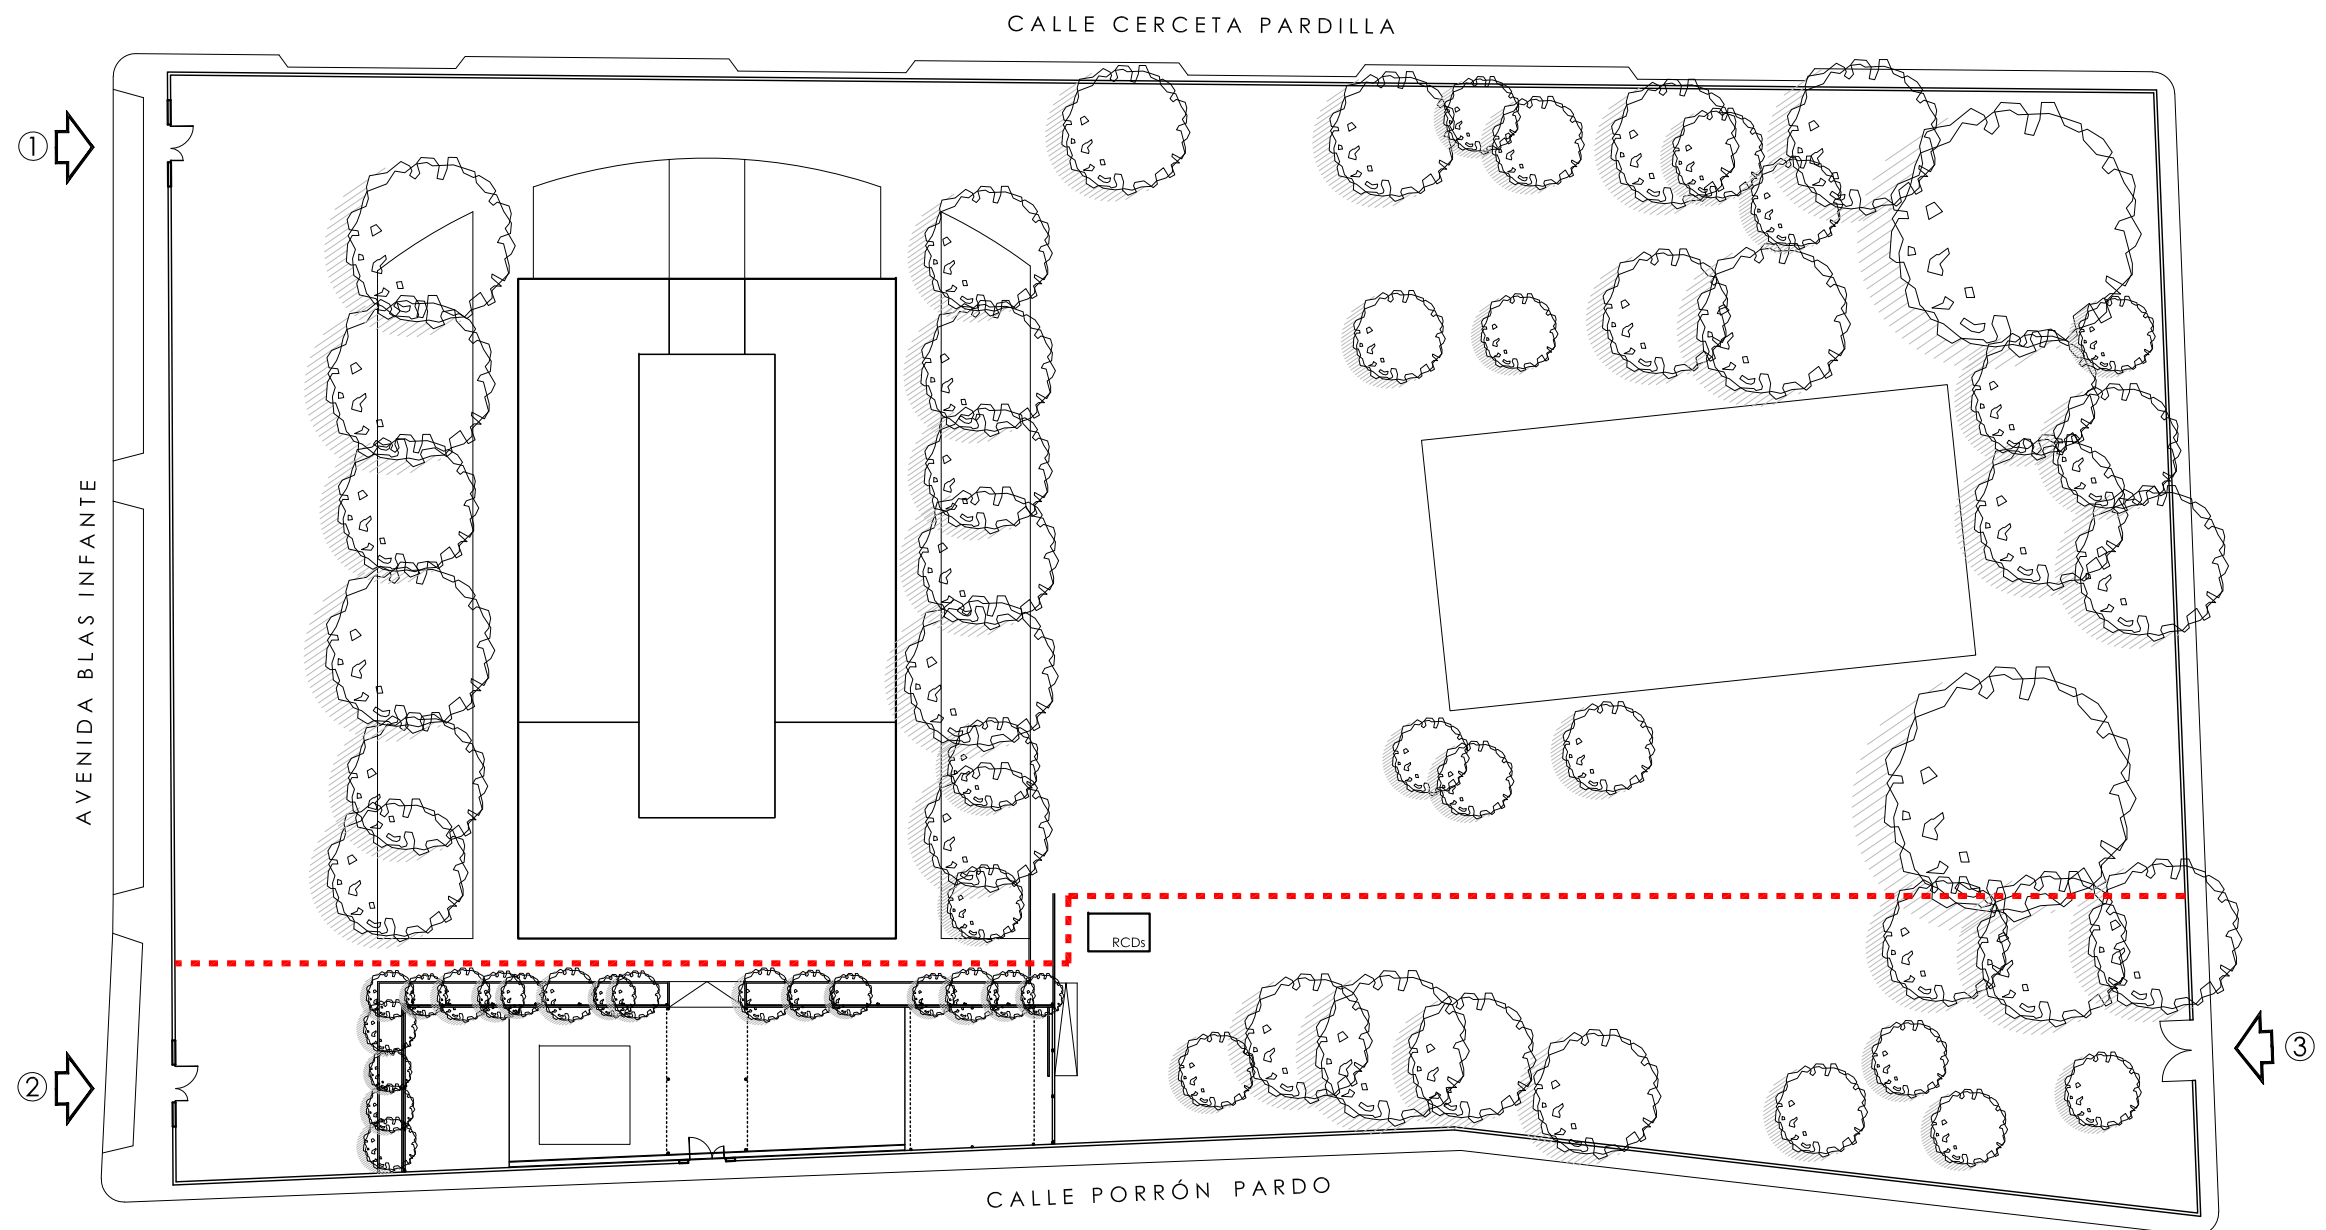 CALLE CERCETA PARDILLA
1
AVENIDA BLAS INFANTE
RCDs
2
3
CALLE PORRÓN PARDO